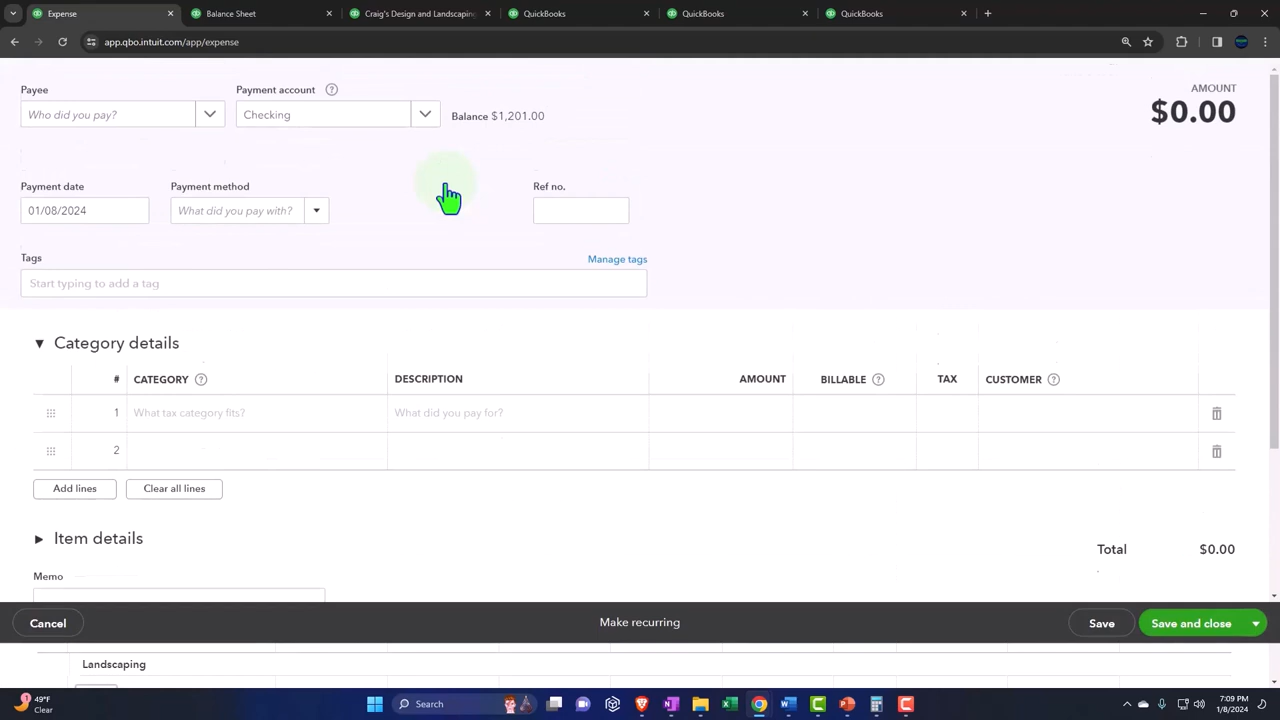 Expense
Balance Sheet
Craig's Design and Landscaping
QuickBooks
QuickBooks
QuickBooks
app.qbo.intuit.com/app/expense
Payee
Payment account
AMOUNT
Who did you pay?
Checking
Balance $1,201.00
$0.00
Payment date
Payment method
Ref no.
01/08/2024
What did you pay with?
Tags
Manage tags
Start typing to add a tag
Category details
# CATEGORY DESCRIPTION AMOUNT BILLABLE TAX CUSTOMER
1 What tax category fits? What did you pay for?
2
Add lines
Clear all lines
Item details
Total $0.00
Memo
Cancel
Make recurring
Save
Save and close
Landscaping
49°F
Clear
Search
7:09 PM
1/8/2024